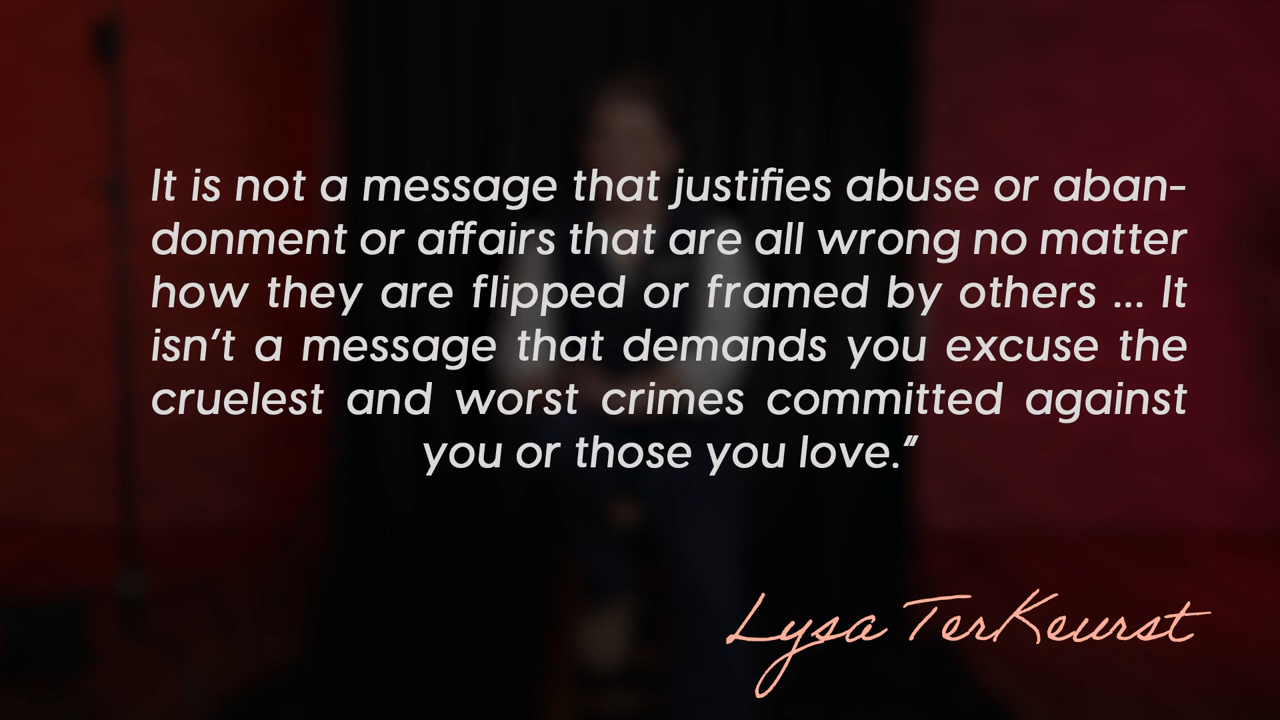 It is not a message that justifies abuse or aban-
donment or affairs that are all wrong no matter
how they are flipped or framed by others ... It
isn’t a message that demands you excuse the
cruelest and worst crimes committed against
you or those you love.”
Lysa TerKeurst